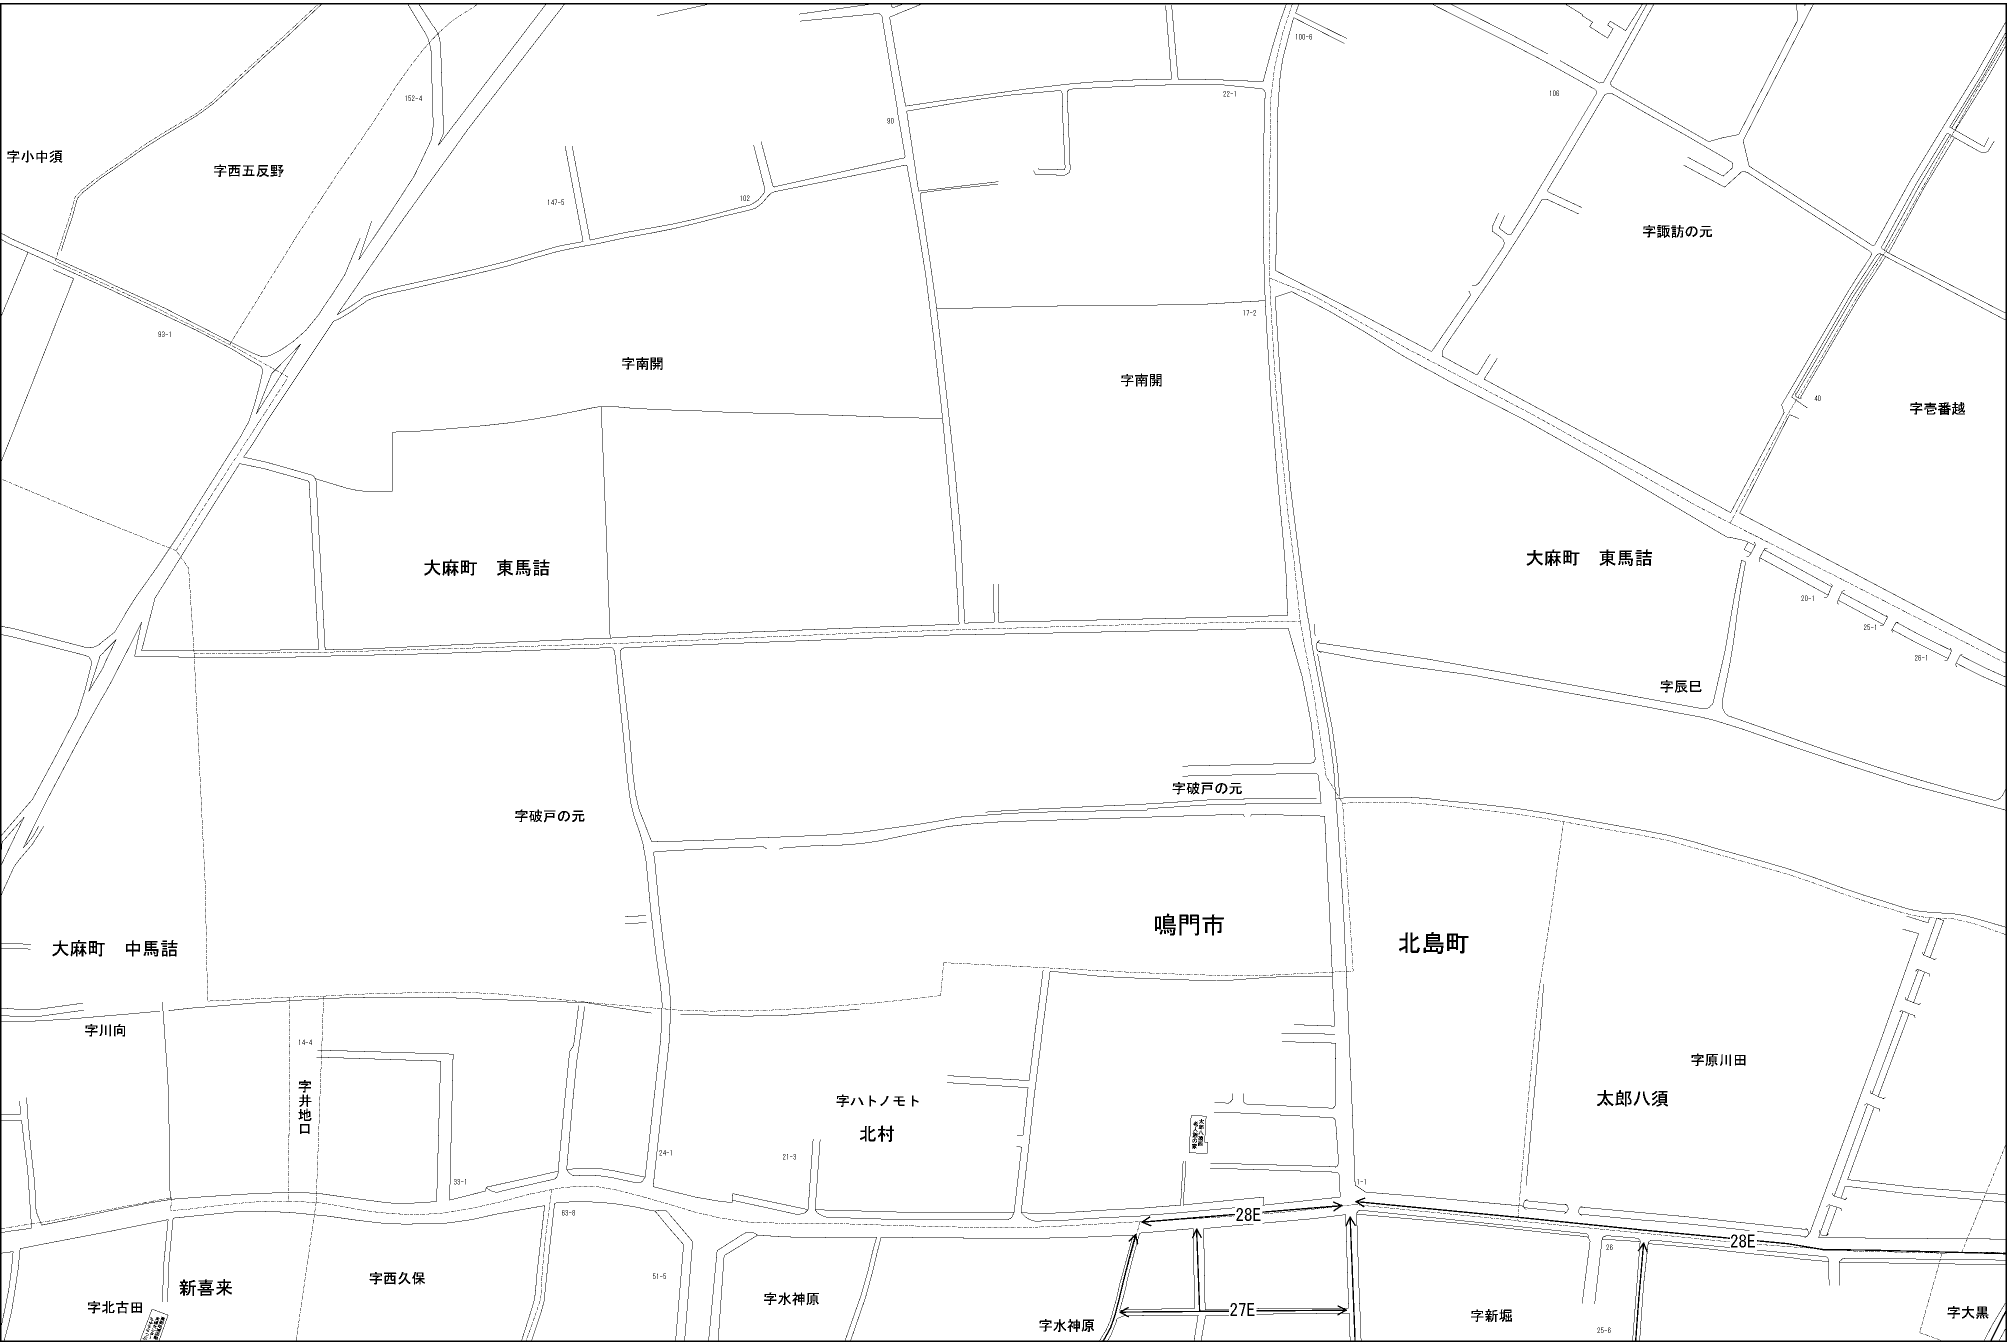 100-6
152-4
22-1
106
90
字小中須
字西五反野
147-5
102
字諏訪の元
17-2
93-1
字南開
字南開
40
字壱番越
大麻町　東馬詰
大麻町　東馬詰
20-1
25-1
28-1
字辰巳
字破戸の元
字破戸の元
鳴門市
北島町
大麻町　中馬詰
字川向
14-4
字井地口
字原川田
太郎八須
字ハトノモト
北村
24-1
21-3
33-1
1-1
63-8
28E
28E
26
51-5
新喜来
字西久保
字水神原
字北古田
27E
字水神原
字新堀
25-6
字大黒